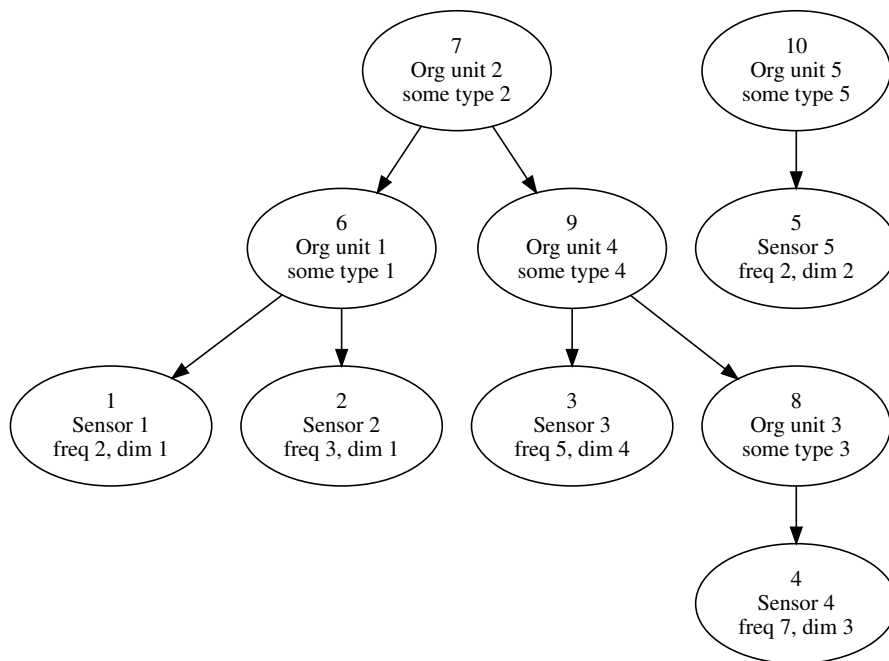 7
Org unit 2
some type 2
10
Org unit 5
some type 5
6
Org unit 1
some type 1
9
Org unit 4
some type 4
5
Sensor 5
freq 2, dim 2
1
Sensor 1
freq 2, dim 1
2
Sensor 2
freq 3, dim 1
3
Sensor 3
freq 5, dim 4
8
Org unit 3
some type 3
4
Sensor 4
freq 7, dim 3